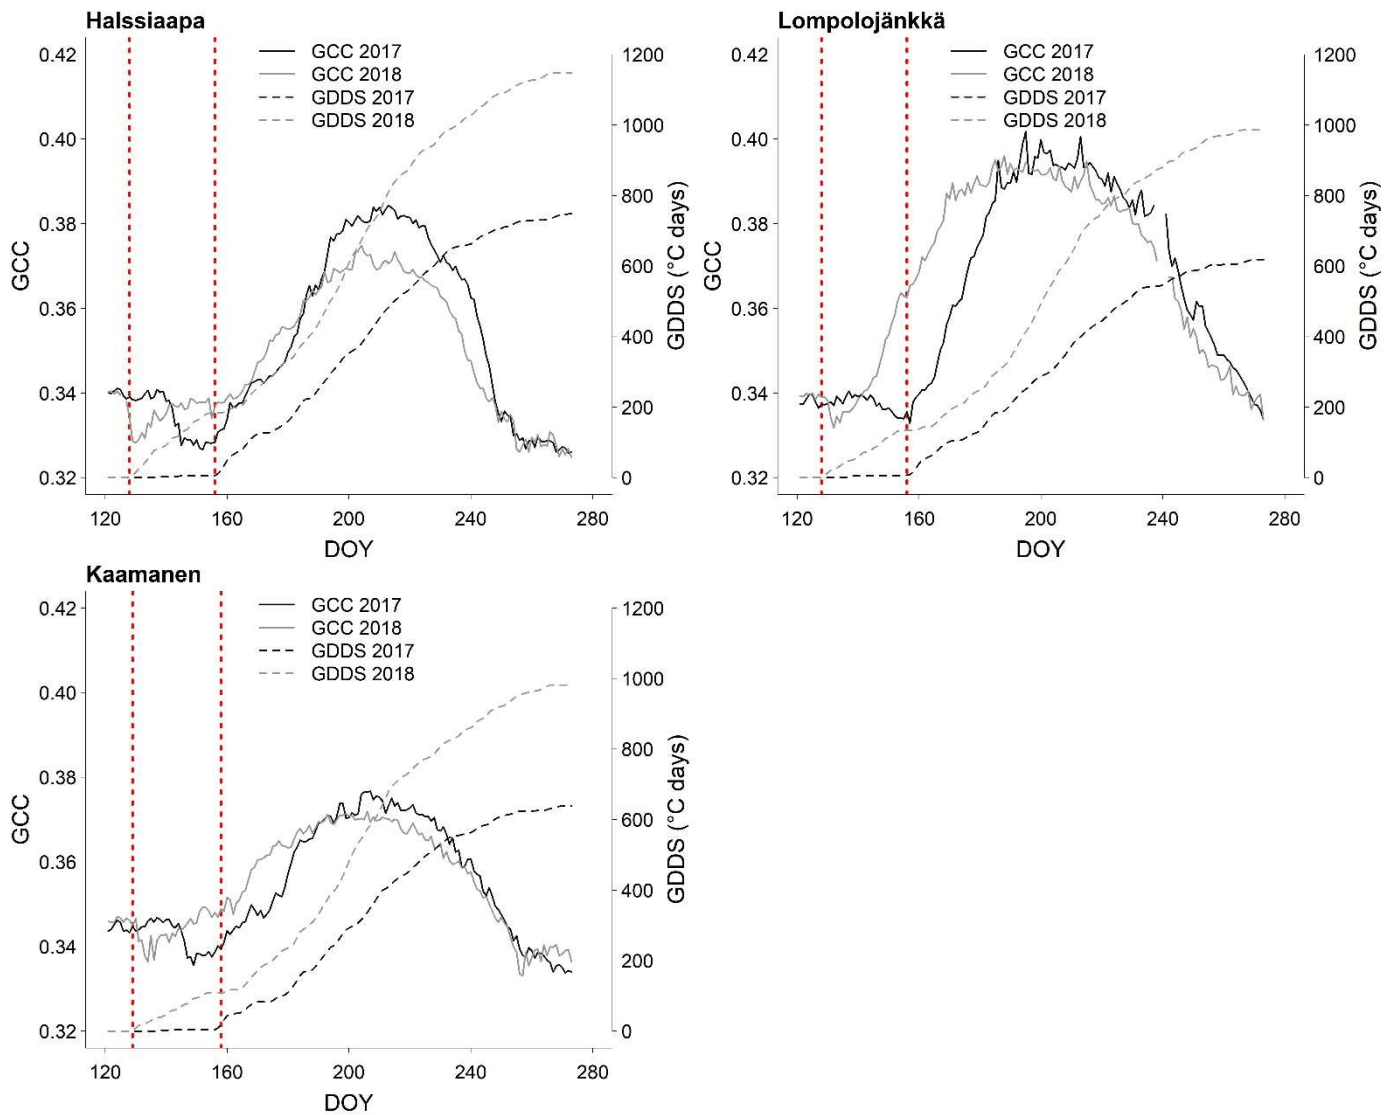 Halssiaapa
GCC 2017
GCC 2018
GDDS 2017
GDDS 2018
0.42
0.40
0.38
0.36
0.34
0.32
GCC
1200
1000
800
600
400
200
0
GDDS (°C days)
120 160 200 240 280
DOY
Lompolojänkkä
GCC 2017
GCC 2018
GDDS 2017
GDDS 2018
0.42
0.40
0.38
0.36
0.34
0.32
GCC
1200
1000
800
600
400
200
0
GDDS (°C days)
120 160 200 240 280
DOY
Kaamanen
GCC 2017
GCC 2018
GDDS 2017
GDDS 2018
0.42
0.40
0.38
0.36
0.34
0.32
GCC
1200
1000
800
600
400
200
0
GDDS (°C days)
120 160 200 240 280
DOY